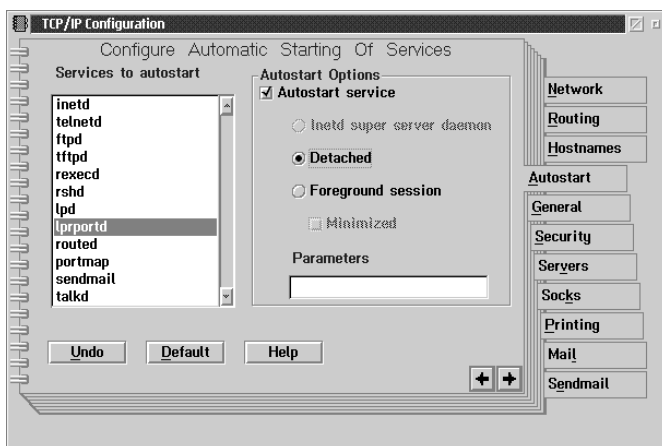 TCP/IP Configuration
Configure Automatic Starting Of Services
Services to autostart
inetd
telnetd
ftpd
tftpd
rexecd
rshd
lpd
lprportd
routed
portmap
sendmail
talkd
Autostart Options
Autostart service
Inetd super server daemon
Detached
Foreground session
Minimized
Parameters
Undo
Default
Help
Network
Routing
Hostnames
Autostart
General
Security
Servers
Socks
Printing
Mail
Sendmail